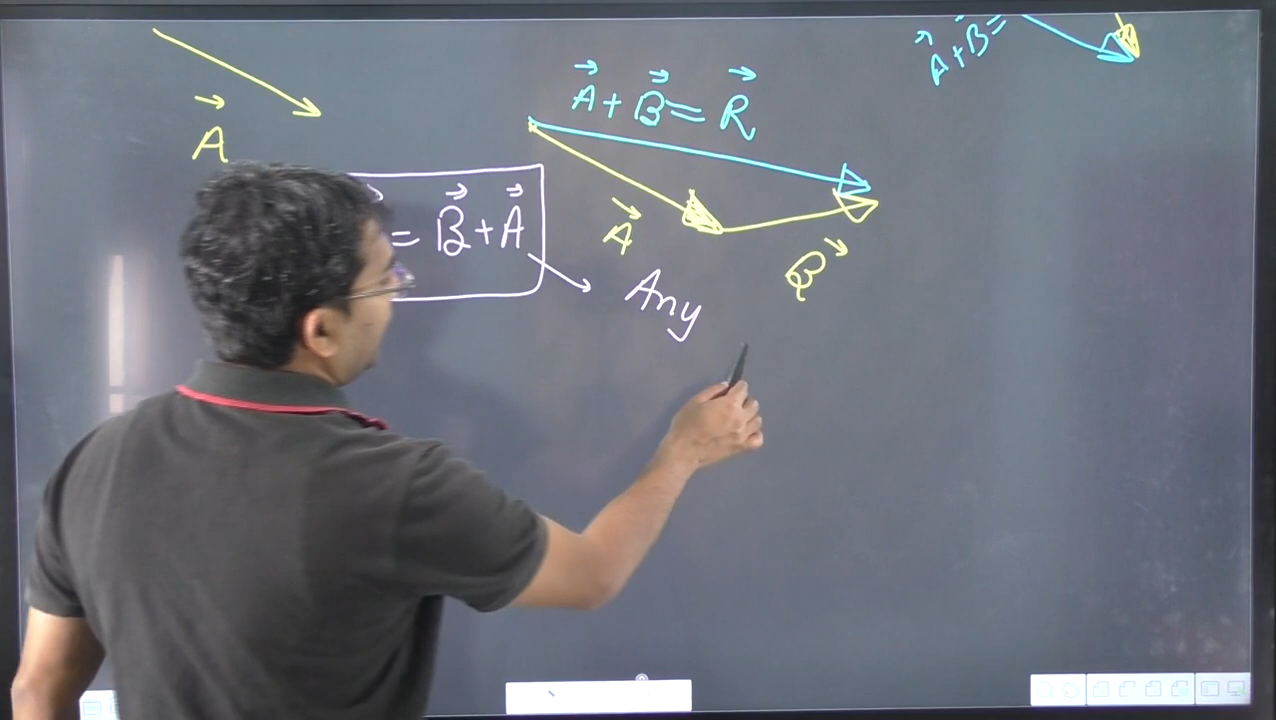 A⃗
A⃗ + B⃗ = R⃗
A⃗ + B⃗ =
= B⃗ + A⃗
A⃗
B⃗
Any